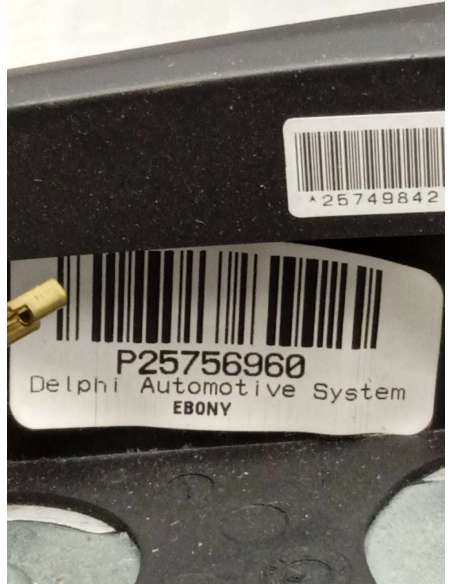 *25749842
P25756960
Delphi Automotive System
EBONY